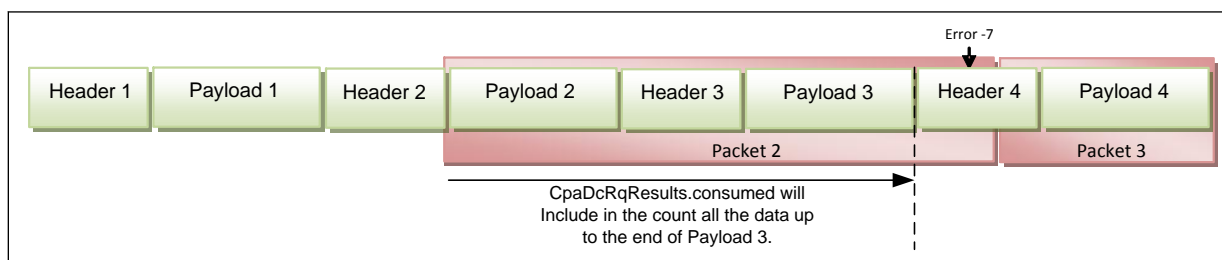 Error -7
Header 1
Payload 1
Header 2
Payload 2
Header 3
Payload 3
Header 4
Payload 4
Packet 2
Packet 3
CpaDcRqResults.consumed will
Include in the count all the data up
to the end of Payload 3.